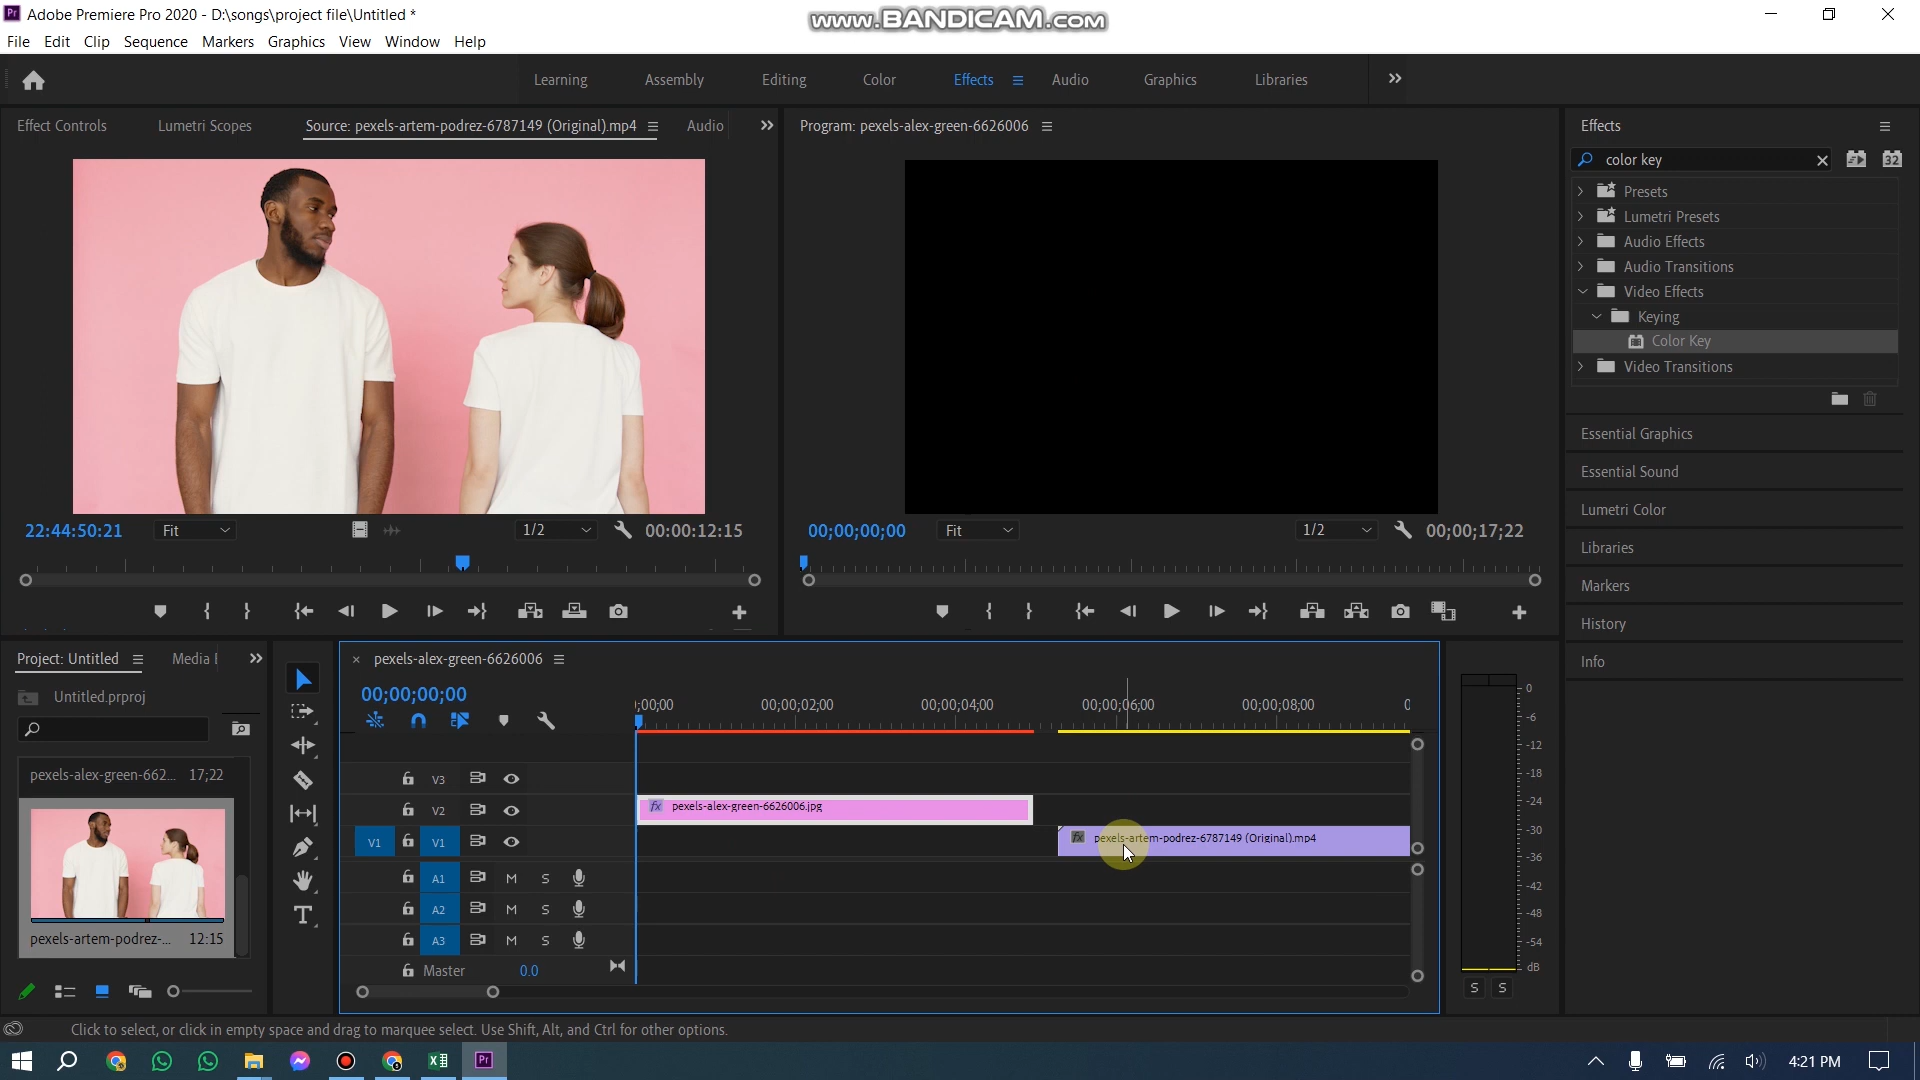 Adobe Premiere Pro 2020 - D:\songs\project file\Untitled *
www.BANDICAM.com
File Edit Clip Sequence Markers Graphics View Window Help
Learning Assembly Editing Color Effects Audio Graphics Libraries
Effect Controls Lumetri Scopes Source: pexels-artem-podrez-6787149 (Original).mp4 Audio
Program: pexels-alex-green-6626006
Effects
color key
32
Presets
Lumetri Presets
Audio Effects
Audio Transitions
Video Effects
Keying
Color Key
Video Transitions
Essential Graphics
Essential Sound
Lumetri Color
Libraries
Markers
History
Info
22:44:50:21 Fit 1/2 00:00:12:15
00;00;00;00 Fit 1/2 00;00;17;22
Project: Untitled Media
Untitled.prproj
pexels-alex-green-662... 17;22
pexels-artem-podrez-... 12:15
pexels-alex-green-6626006
00;00;00;00
;00;00 00;00;02;00 00;00;04;00 00;00;06;00 00;00;08;00 0
V3
V2 pexels-alex-green-6626006.jpg
V1 V1 pexels-artem-podrez-6787149 (Original).mp4
A1 M S
A2 M S
A3 M S
Master 0.0
0
-6
-12
-18
-24
-30
-36
-42
-48
-54
dB
S S
Click to select, or click in empty space and drag to marquee select. Use Shift, Alt, and Ctrl for other options.
4:21 PM